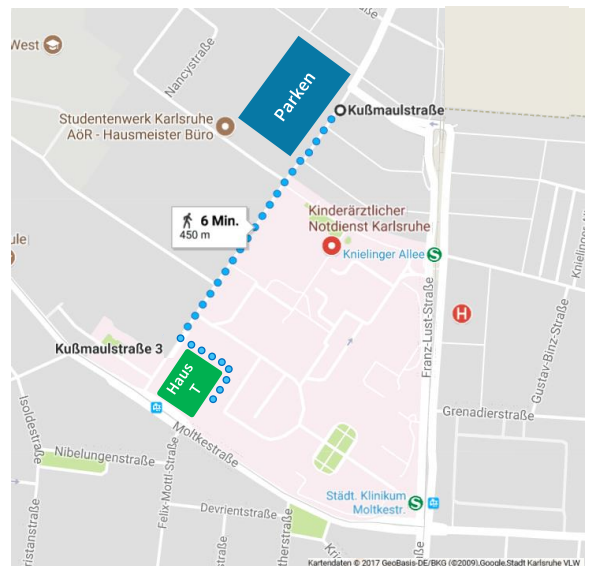 West
Nancystraße
Parken
Kußmaulstraße
Studentenwerk Karlsruhe
AöR - Hausmeister Büro
6 Min.
450 m
Kinderärztlicher
Notdienst Karlsruhe
Knielinger Allee
S
H
Franz-Lust-Straße
Gustav-Binz-Straße
Kußmaulstraße 3
Haus
T
Isoldestraße
Moltkestraße
Grenadierstraße
Nibelungenstraße
Felix-Mottl-Straße
Devrientstraße
Städt. Klinikum
Moltkestr.
S
Kartendaten © 2017 GeoBasis-DE/BKG (©2009),Google,Stadt Karlsruhe VLW